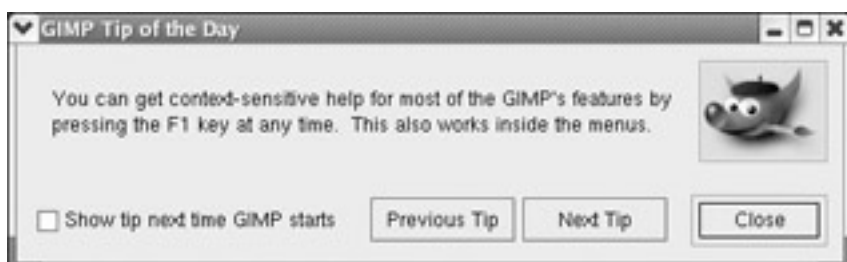 GIMP Tip of the Day
You can get context-sensitive help for most of the GIMP's features by
pressing the F1 key at any time. This also works inside the menus.
Show tip next time GIMP starts
Previous Tip
Next Tip
Close